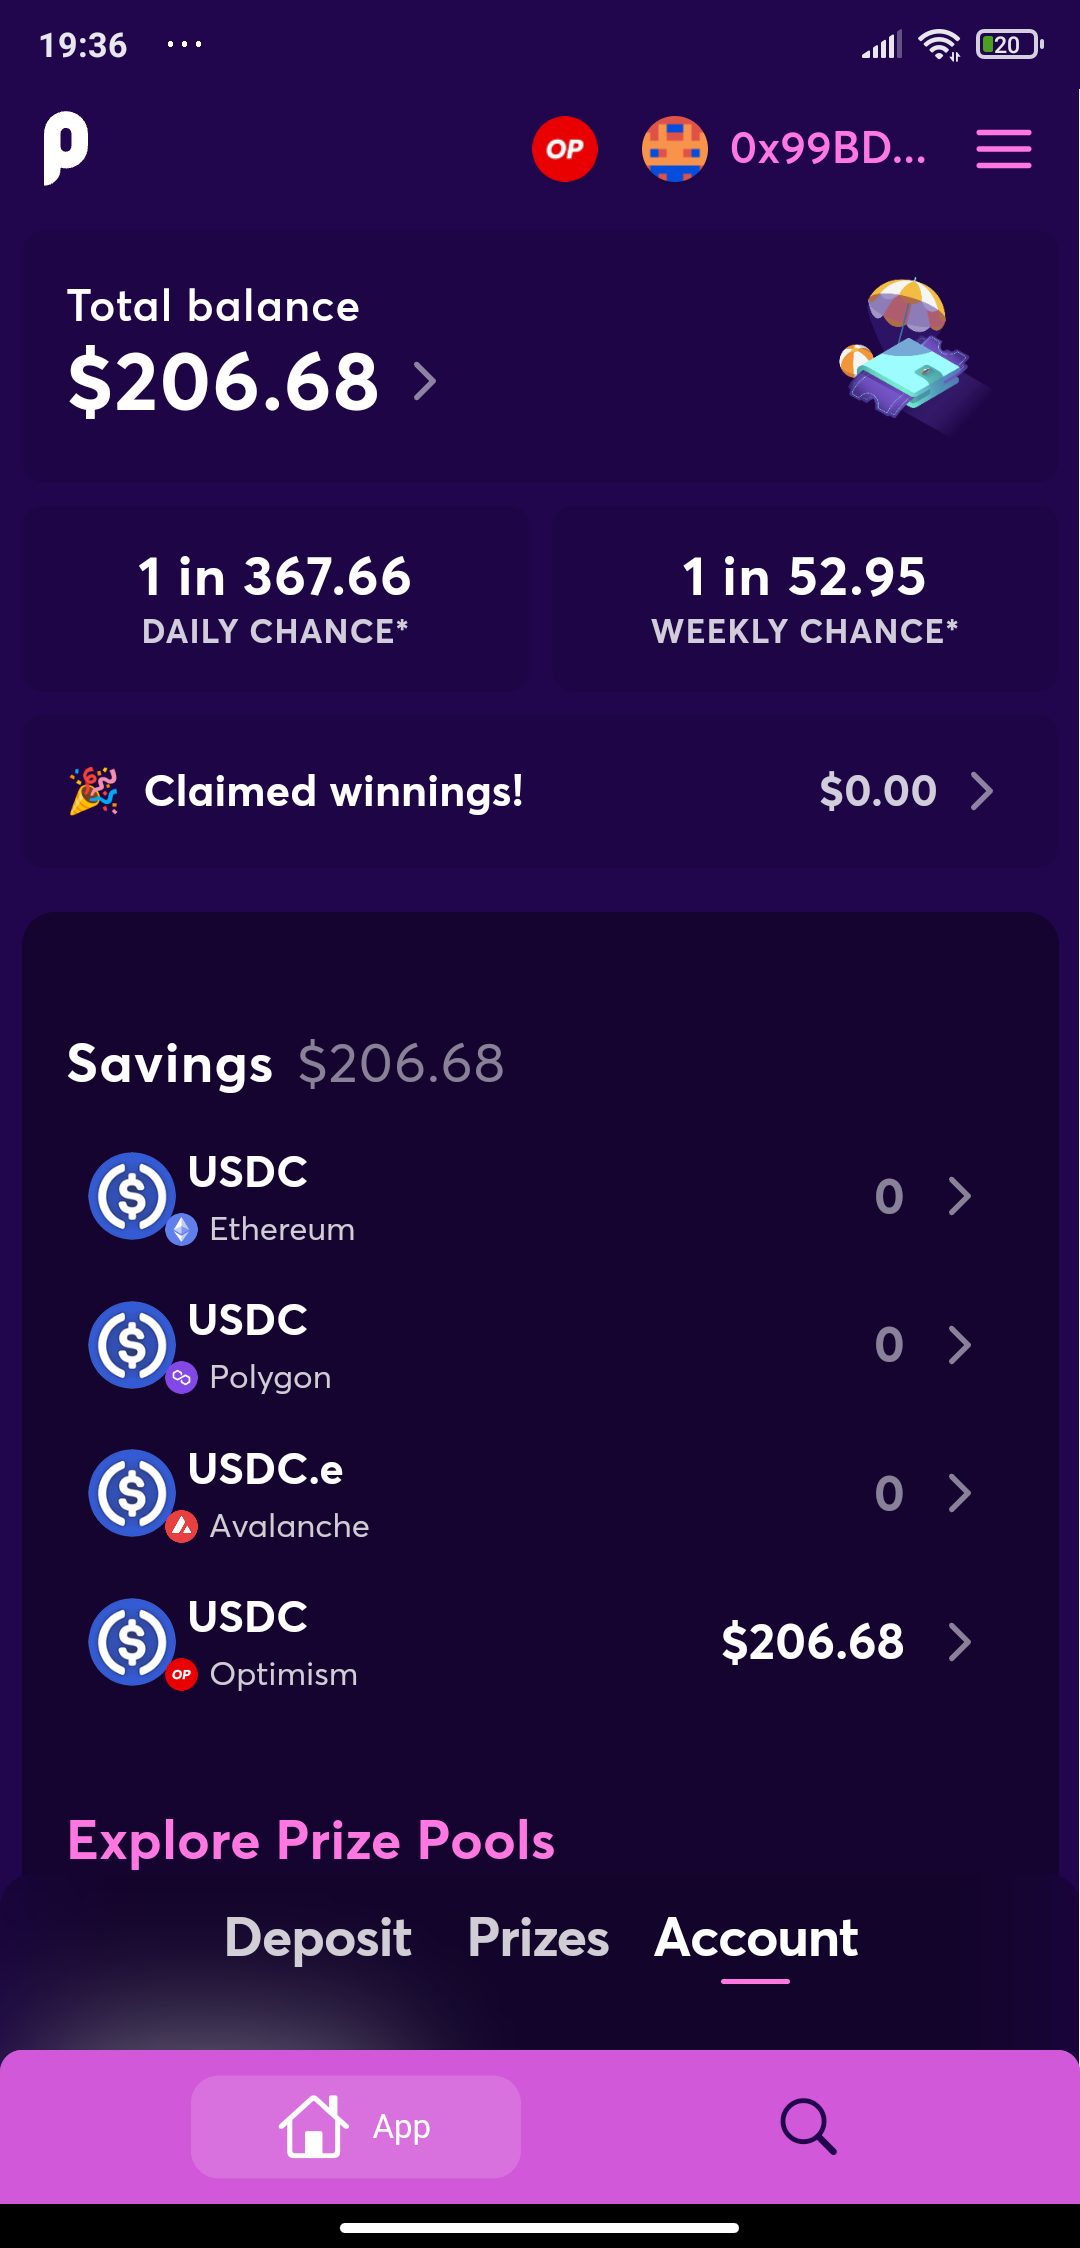 19:36 ... 20
p OP 0x99BD...
Total balance
$206.68
1 in 367.66
DAILY CHANCE*
1 in 52.95
WEEKLY CHANCE*
Claimed winnings! $0.00
Savings $206.68
USDC
Ethereum
0
USDC
Polygon
0
USDC.e
Avalanche
0
USDC
OP Optimism
$206.68
Explore Prize Pools
Deposit Prizes Account
App